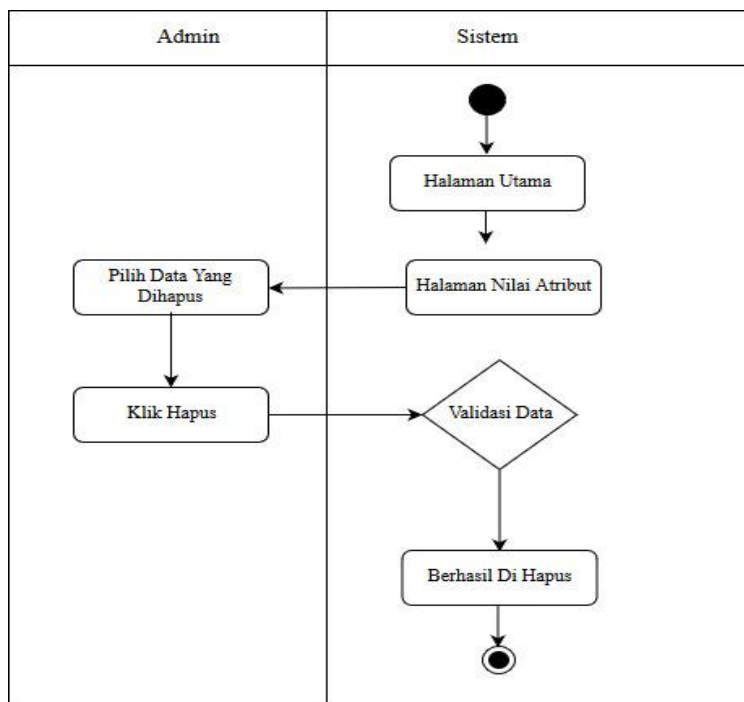 Admin
Sistem
Halaman Utama
Pilih Data Yang
Dihapus
Halaman Nilai Atribut
Klik Hapus
Validasi Data
Berhasil Di Hapus